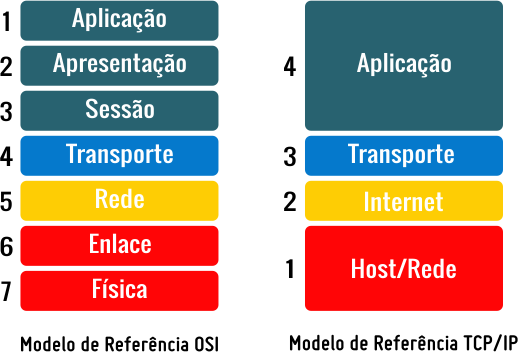 1 Aplicação
2 Apresentação
3 Sessão
4 Transporte
5 Rede
6 Enlace
7 Física
Modelo de Referência OSI
4 Aplicação
3 Transporte
2 Internet
1 Host/Rede
Modelo de Referência TCP/IP